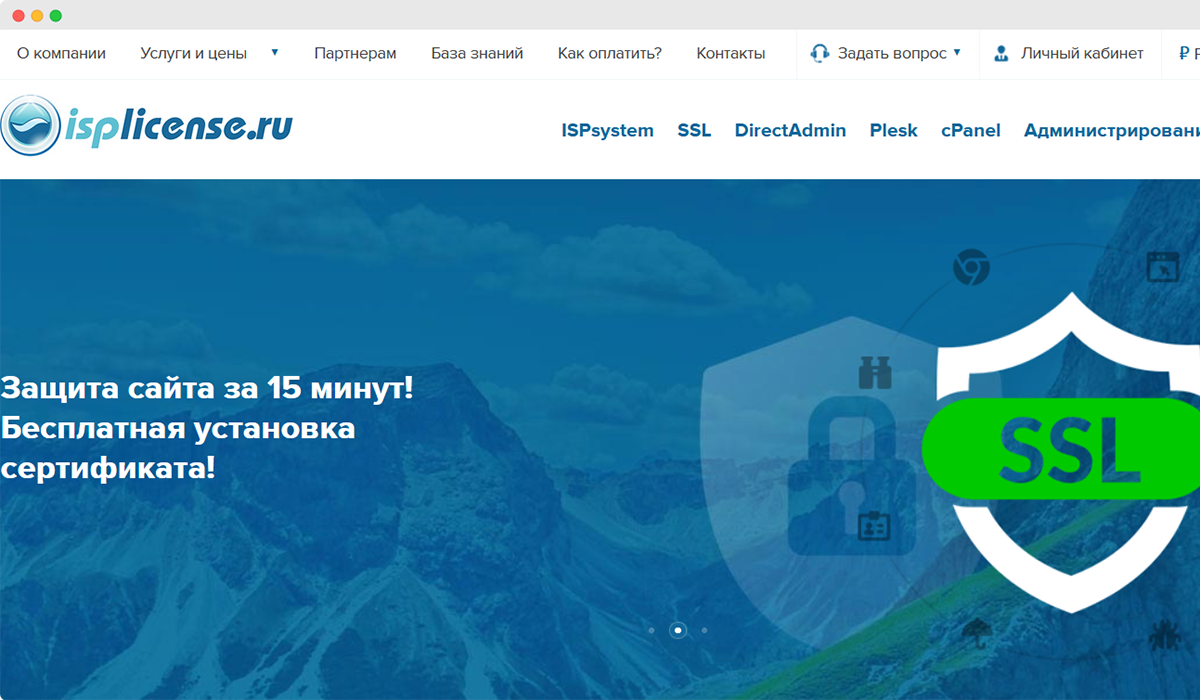 О компании Услуги и цены Партнерам База знаний Как оплатить? Контакты Задать вопрос Личный кабинет ₽
isplicense.ru
ISPsystem SSL DirectAdmin Plesk cPanel
Защита сайта за 15 минут!
Бесплатная установка
сертификата!
SSL